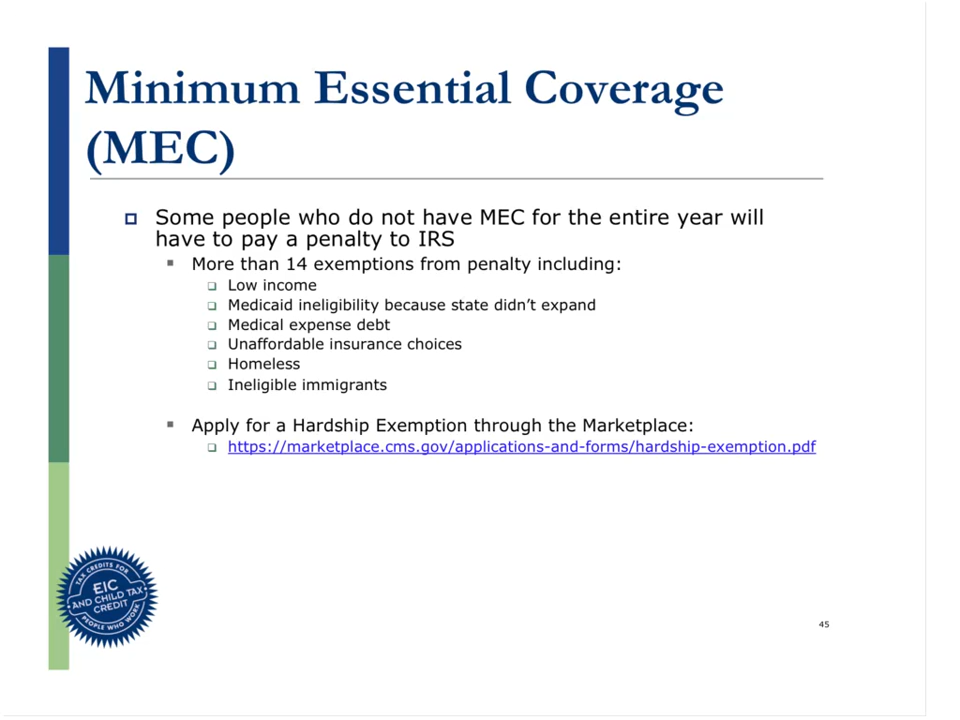 Minimum Essential Coverage
(MEC)
Some people who do not have MEC for the entire year will
have to pay a penalty to IRS
More than 14 exemptions from penalty including:
Low income
Medicaid ineligibility because state didn’t expand
Medical expense debt
Unaffordable insurance choices
Homeless
Ineligible immigrants
Apply for a Hardship Exemption through the Marketplace:
https://marketplace.cms.gov/applications-and-forms/hardship-exemption.pdf
TAX CREDITS FOR
EIC
AND CHILD TAX
CREDIT
PEOPLE WHO WORK
45